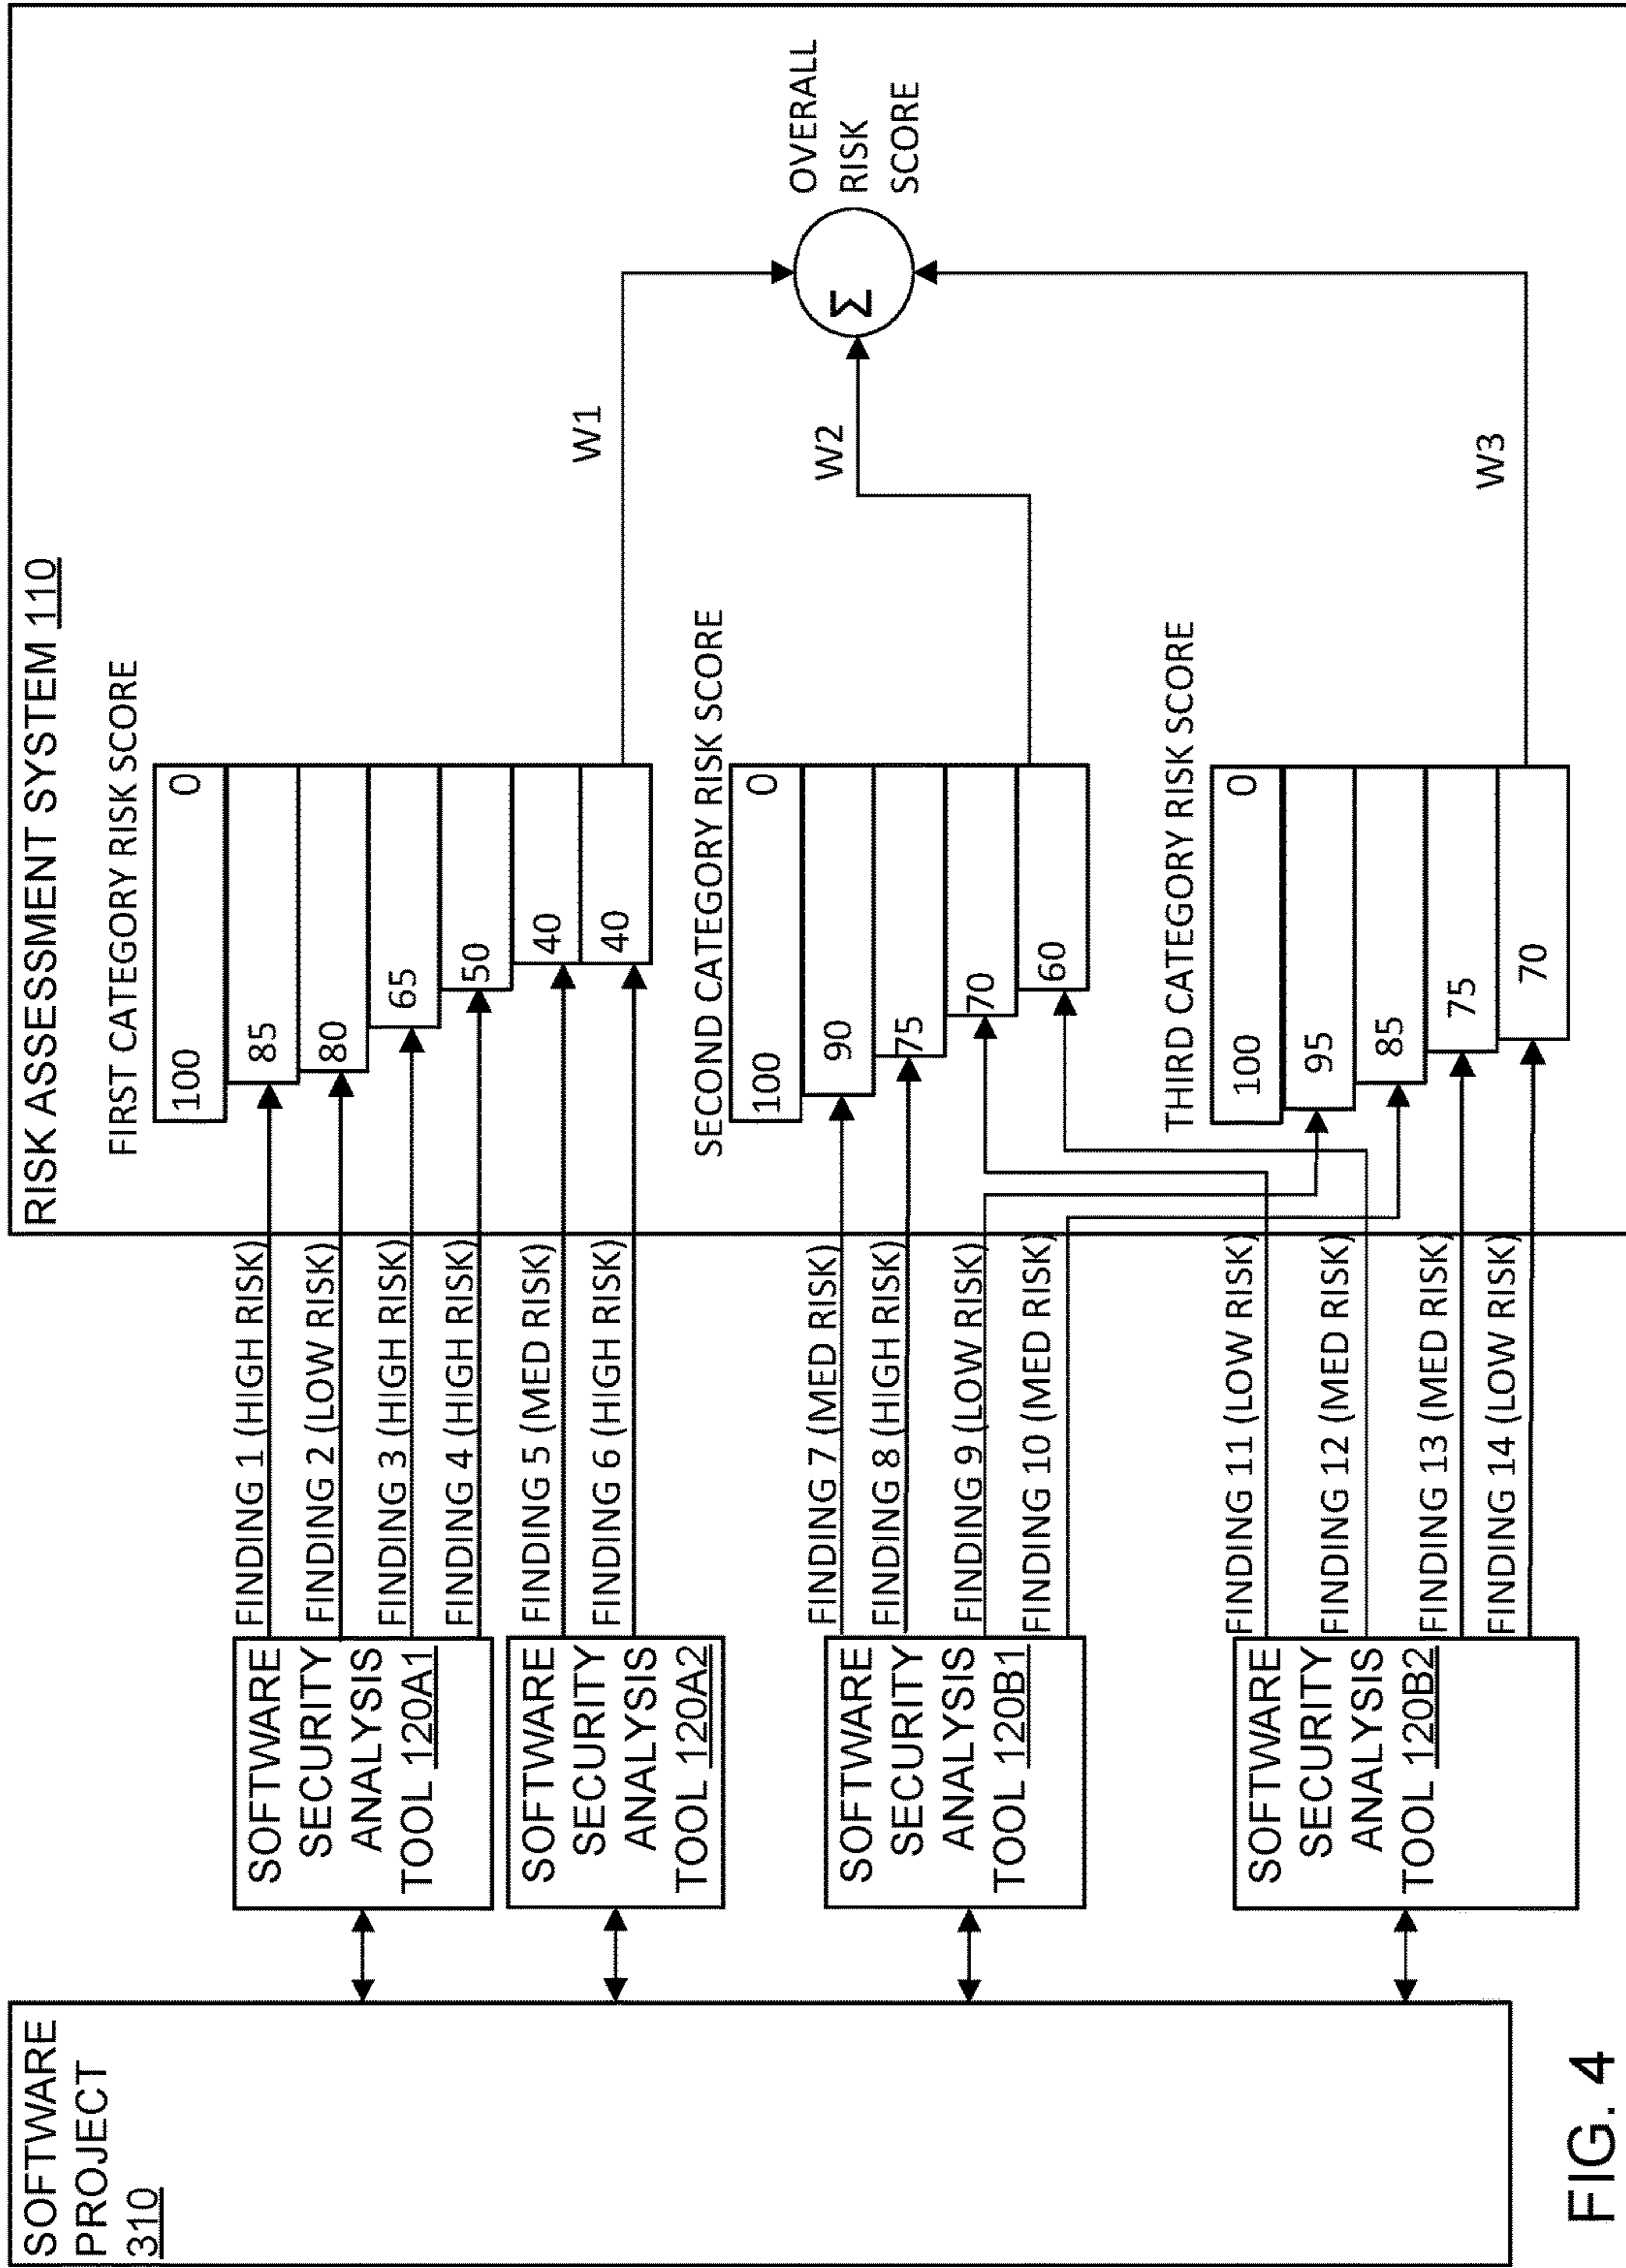 SOFTWARE
PROJECT
310
SOFTWARE
SECURITY
ANALYSIS
TOOL 120A1
SOFTWARE
SECURITY
ANALYSIS
TOOL 120A2
SOFTWARE
SECURITY
ANALYSIS
TOOL 120B1
SOFTWARE
SECURITY
ANALYSIS
TOOL 120B2
FINDING 1 (HIGH RISK)
FINDING 2 (LOW RISK)
FINDING 3 (HIGH RISK)
FINDING 4 (HIGH RISK)
FINDING 5 (MED RISK)
FINDING 6 (HIGH RISK)
FINDING 7 (MED RISK)
FINDING 8 (HIGH RISK)
FINDING 9 (LOW RISK)
FINDING 10 (MED RISK)
FINDING 11 (LOW RISK)
FINDING 12 (MED RISK)
FINDING 13 (MED RISK)
FINDING 14 (LOW RISK)
RISK ASSESSMENT SYSTEM 110
FIRST CATEGORY RISK SCORE
100 0
85
80
65
50
40
40
SECOND CATEGORY RISK SCORE
100 0
90
75
70
60
THIRD CATEGORY RISK SCORE
100 0
95
85
75
70
W1
W2
W3
Σ
OVERALL
RISK
SCORE
FIG. 4